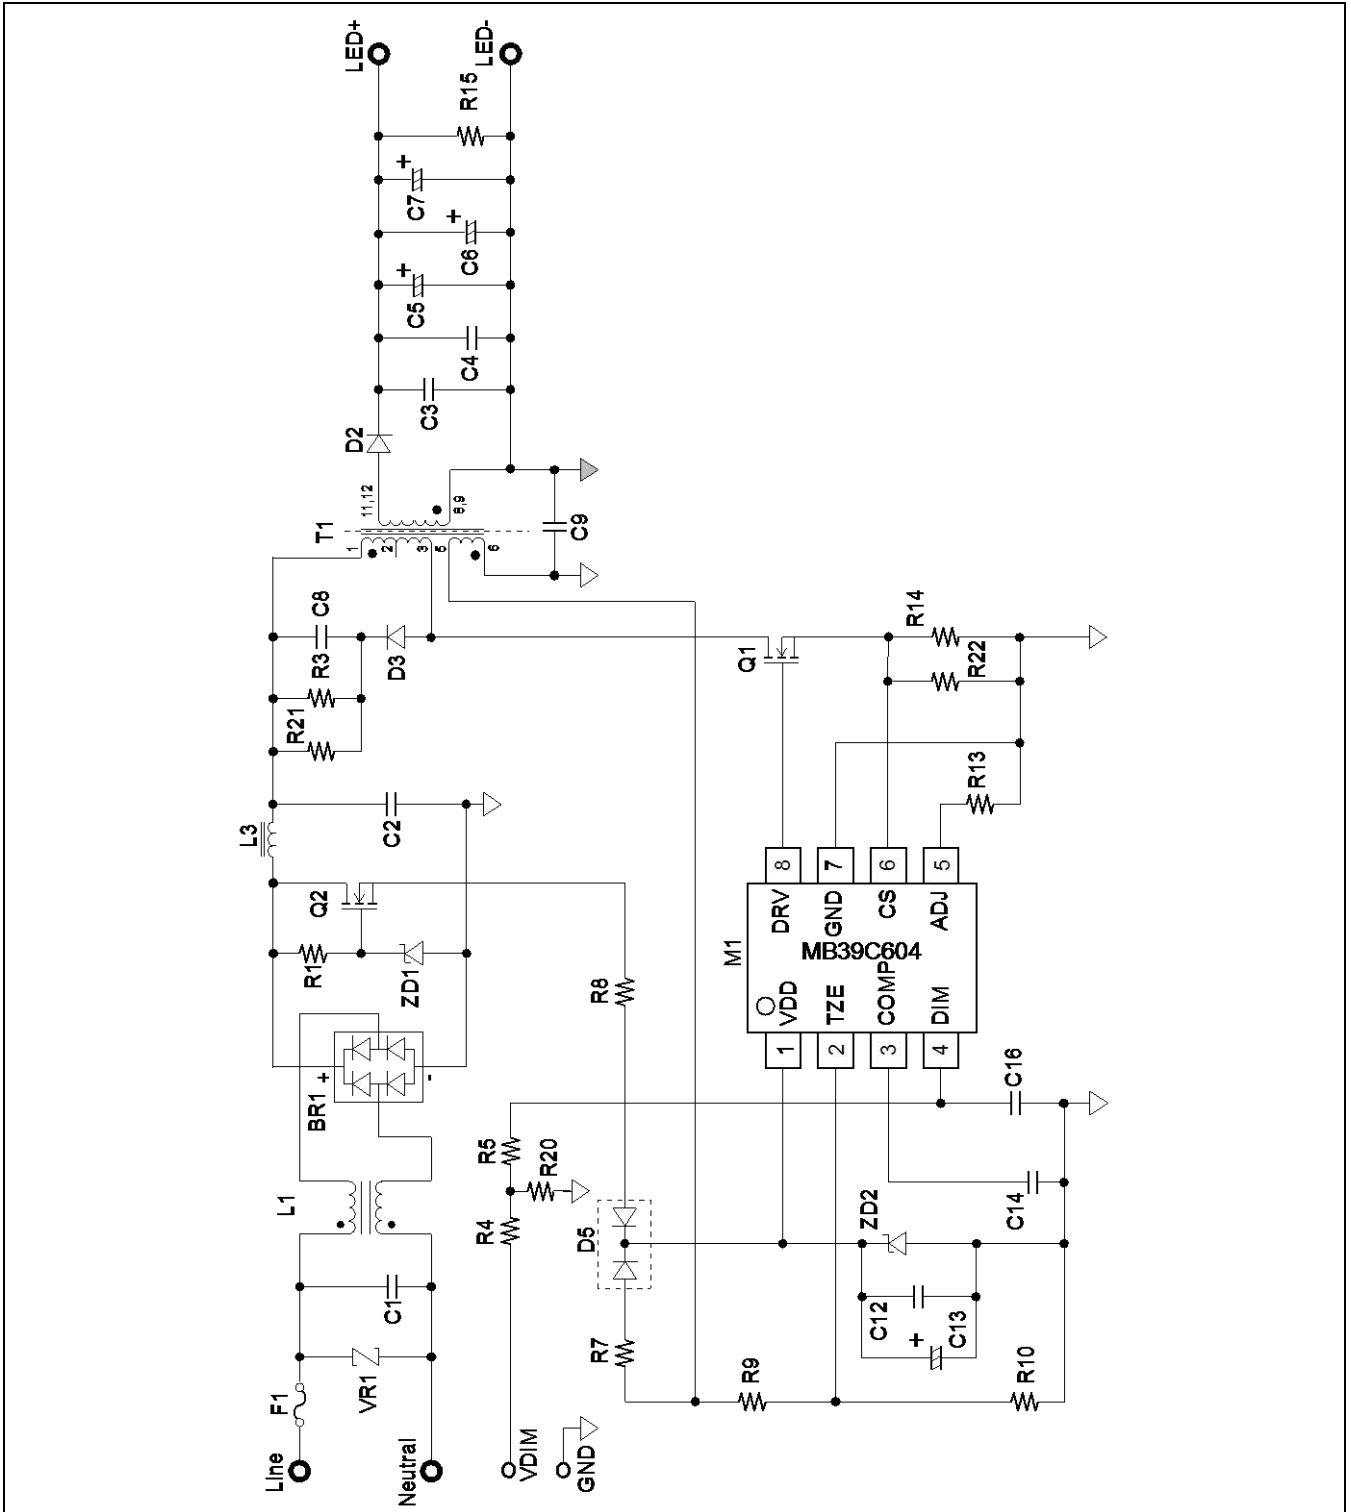 LED+
LED-
R15
+
C7
+
C6
+
C5
C4
C3
D2
11,12
8,9
T1
1
2
3
5
6
C9
C8
R3
D3
R21
R14
Q1
R22
R13
L3
C2
Q2
R1
ZD1
R8
M1
8
7
6
5
DRV
GND
CS
ADJ
MB39C604
VDD
TZE
COMP
DIM
1
2
3
4
BR1
+
-
C16
R5
R20
L1
R4
D5
ZD2
C14
C1
C12
+
C13
R7
VR1
R9
R10
F1
Line
Neutral
VDIM
GND